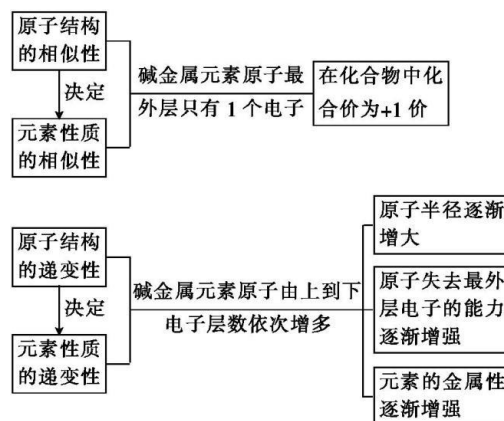 原子结构
的相似性
决定
元素性质
的相似性
碱金属元素原子最
外层只有 1 个电子
在化合物中化
合价为+1 价
原子结构
的递变性
决定
元素性质
的递变性
碱金属元素原子由上到下
电子层数依次增多
原子半径逐渐
增大
原子失去最外
层电子的能力
逐渐增强
元素的金属性
逐渐增强